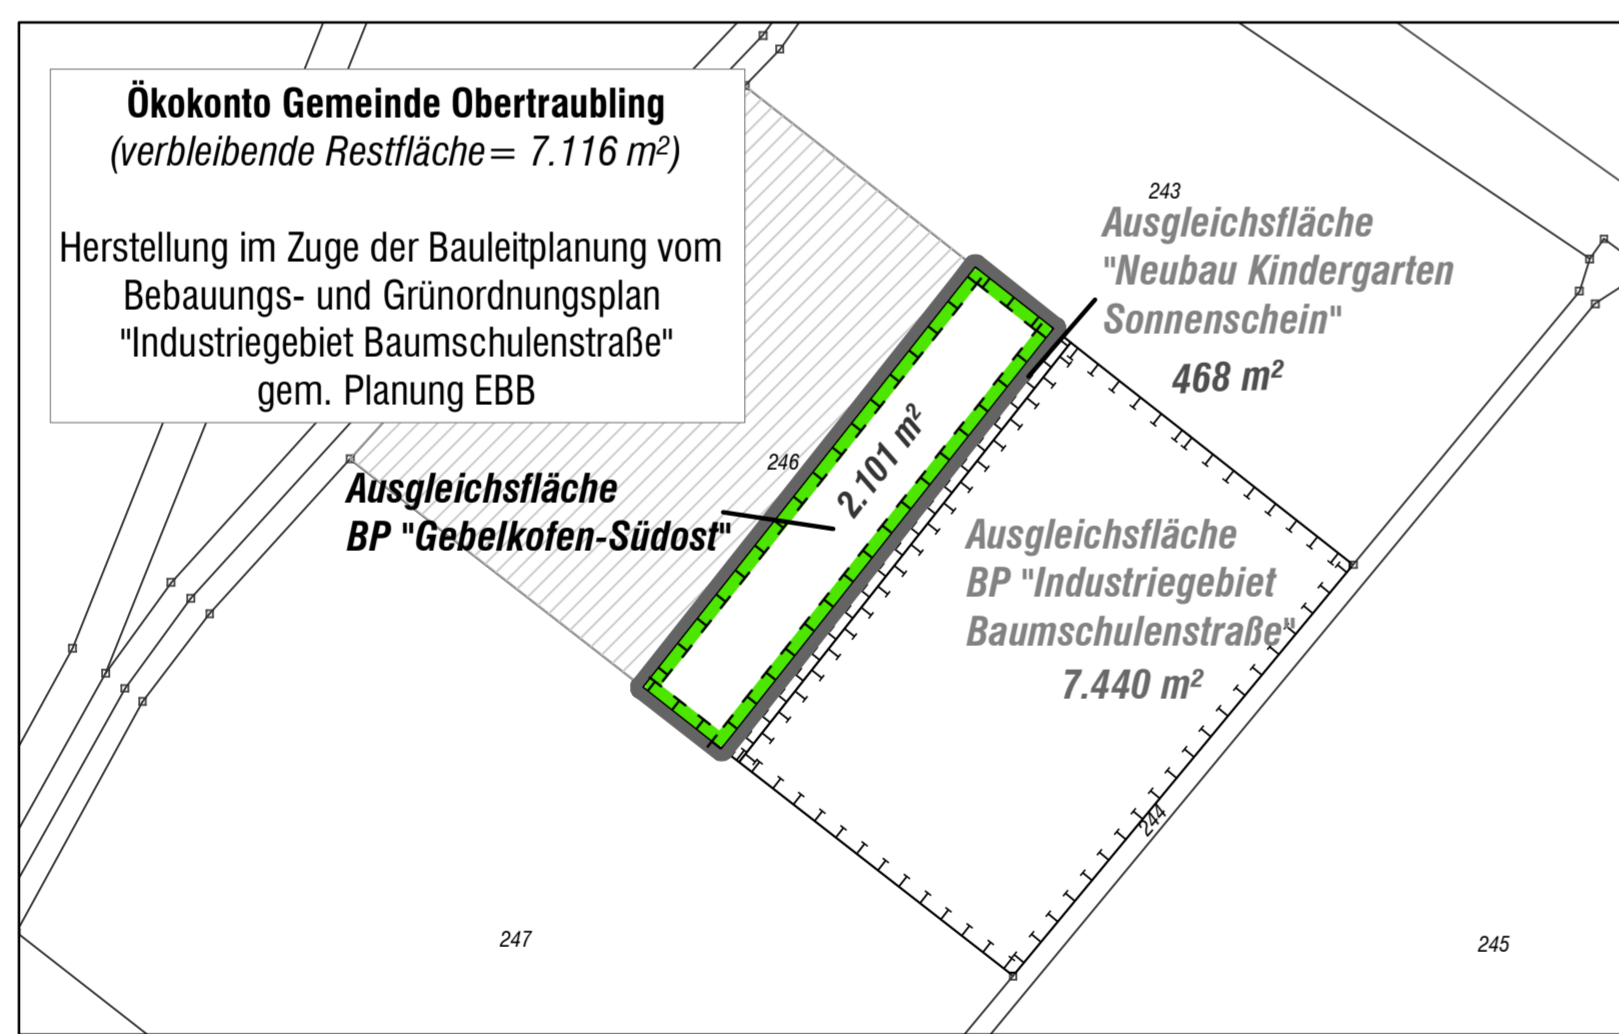 Ökokonto Gemeinde Obertraubling
(verbleibende Restfläche= 7.116 m²)
Herstellung im Zuge der Bauleitplanung vom
Bebauungs- und Grünordnungsplan
"Industriegebiet Baumschulenstraße"
gem. Planung EBB
243
Ausgleichsfläche
"Neubau Kindergarten
Sonnenschein"
468 m²
246
2.101 m²
Ausgleichsfläche
BP "Gebelkofen-Südost"
Ausgleichsfläche
BP "Industriegebiet
Baumschulenstraße"
7.440 m²
244
247
245